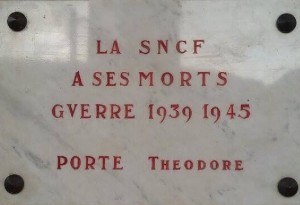 LA SNCF
A SES MORTS
GVERRE 1939 1945
PORTE THEODORE